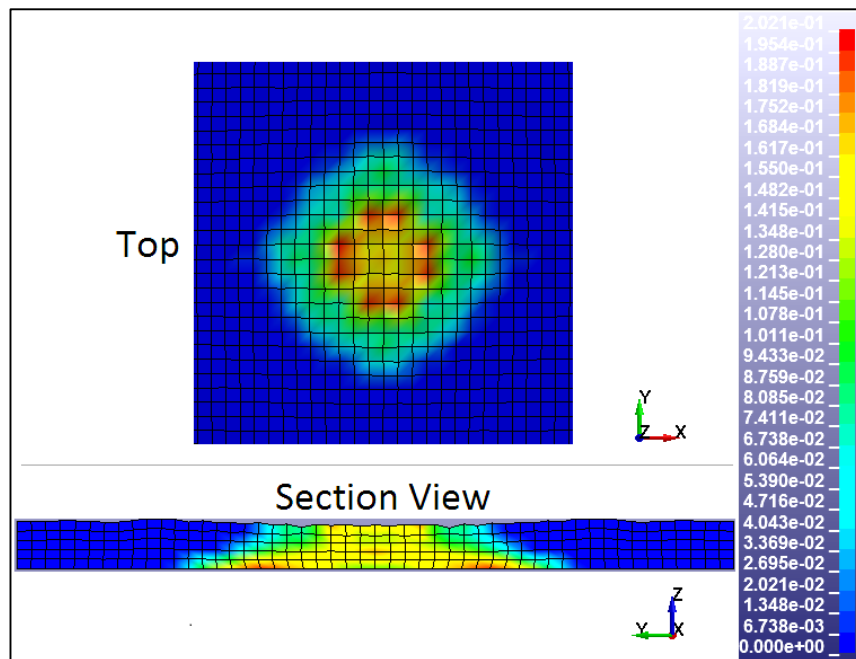 Top
Y
Z X
Section View
Z
Y X
2.021e-01
1.954e-01
1.887e-01
1.819e-01
1.752e-01
1.684e-01
1.617e-01
1.550e-01
1.482e-01
1.415e-01
1.348e-01
1.280e-01
1.213e-01
1.145e-01
1.078e-01
1.011e-01
9.433e-02
8.759e-02
8.085e-02
7.411e-02
6.738e-02
6.064e-02
5.390e-02
4.716e-02
4.043e-02
3.369e-02
2.695e-02
2.021e-02
1.348e-02
6.738e-03
0.000e+00